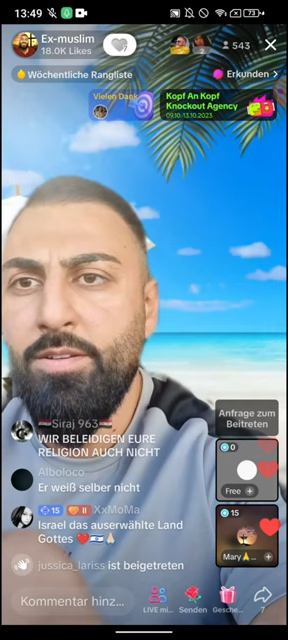 13:49
73
Ex-muslim
18.0K Likes
2
543
Wöchentliche Rangliste
Erkunden >
Vielen Dank
Kopf An Kopf
Knockout Agency
09.10.-13.10.2023
Anfrage zum
Beitreten
Siraj 963
WIR BELEIDIGEN EURE
RELIGION AUCH NICHT
0
Alboloco
Er weiß selber nicht
Free +
15 II XxMoMa
Israel das auserwählte Land
Gottes
15
Mary
jussica_lariss ist beigetreten
Kommentar hinz...
LIVE mi...
Senden
Gesche...
7